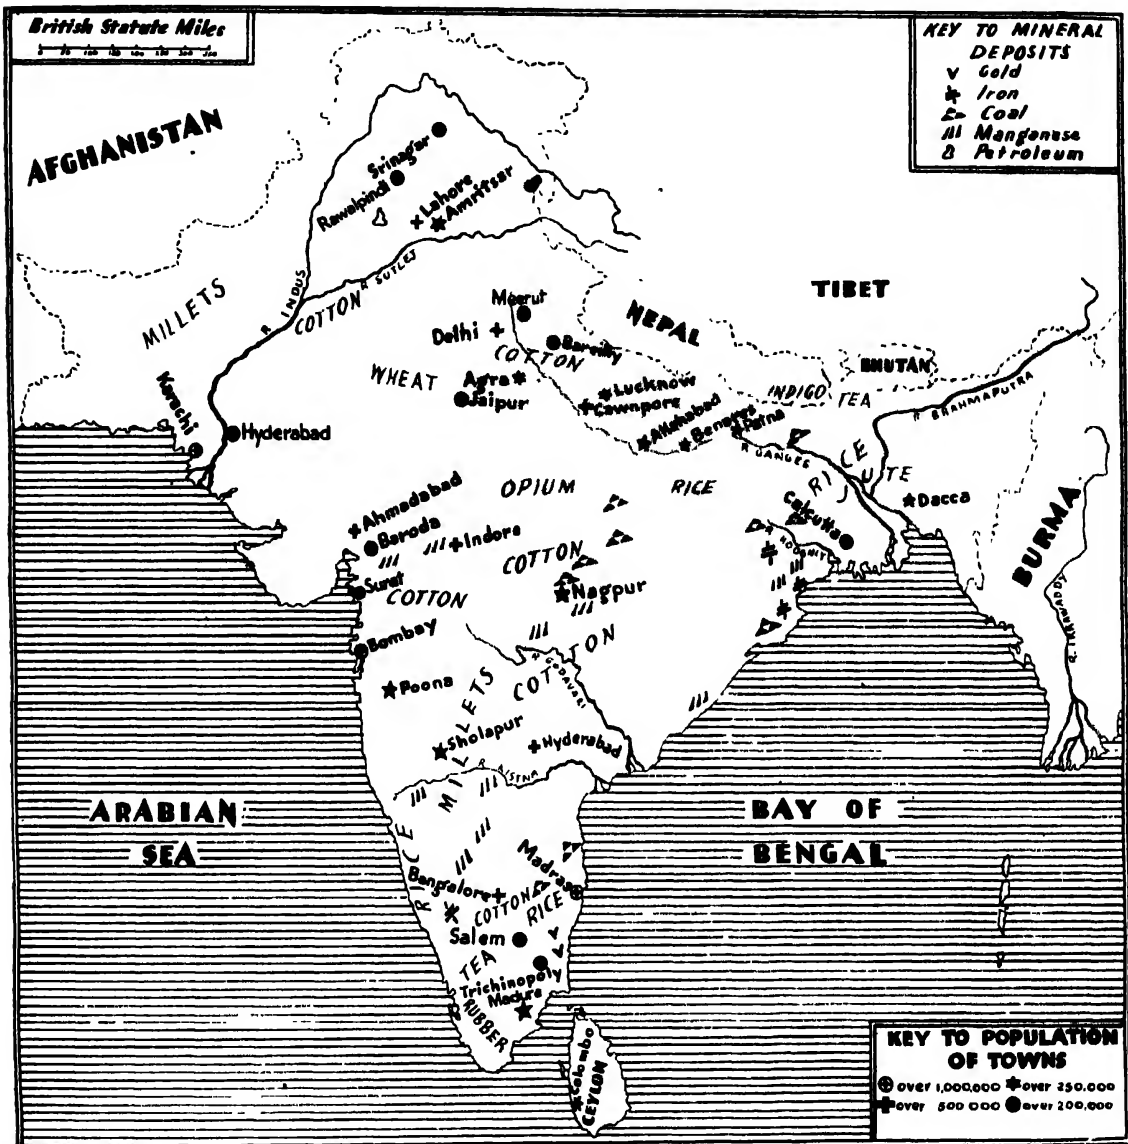 British Statute Miles
KEY TO MINERAL
DEPOSITS
Gold
Iron
Coal
Manganese
Petroleum
AFGHANISTAN
Srinagar
Rawalpindi
Lahore
Amritsar
R. INDUS
R SUTLEJ
MILLETS
COTTON
TIBET
Meerut
NEPAL
Delhi
Bareilly
COTTON
BHUTAN
WHEAT
Agra
Jaipur
Lucknow
Cawnpore
INDIGO
TEA
R. BRAHMAPUTRA
Karachi
Hyderabad
Allahabad
Benares
Patna
R GANGES
RICE
JUTE
OPIUM
RICE
Dacca
Calcutta
R HOOGHLY
BURMA
Ahmadabad
Baroda
Indore
COTTON
Surat
COTTON
Nagpur
R. IRRAWADDY
Bombay
COTTON
R GODAVARI
Poona
MILLETS
Sholapur
Hyderabad
ARABIAN
SEA
BAY OF
BENGAL
RICE
Madras
Bangalore
COTTON
RICE
Salem
TEA
Trichinopoly
Madura
RUBBER
Colombo
CEYLON
KEY TO POPULATION
OF TOWNS
over 1,000,000 over 250,000
over 500 000 over 200,000